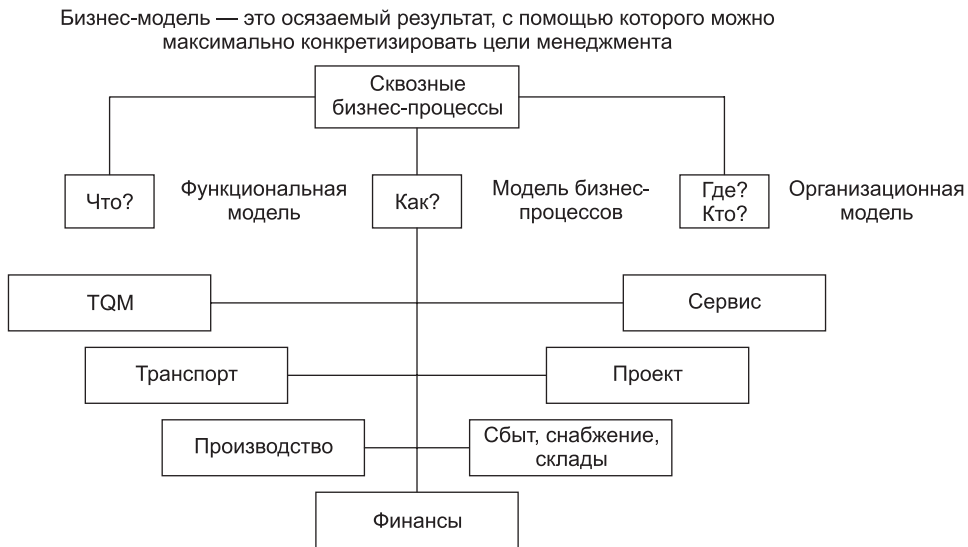 Бизнес-модель — это осязаемый результат, с помощью которого можно
максимально конкретизировать цели менеджмента
Сквозные
бизнес-процессы
Что?
Функциональная
модель
Как?
Модель бизнес-
процессов
Где?
Кто?
Организационная
модель
TQM
Сервис
Транспорт
Проект
Производство
Сбыт, снабжение,
склады
Финансы